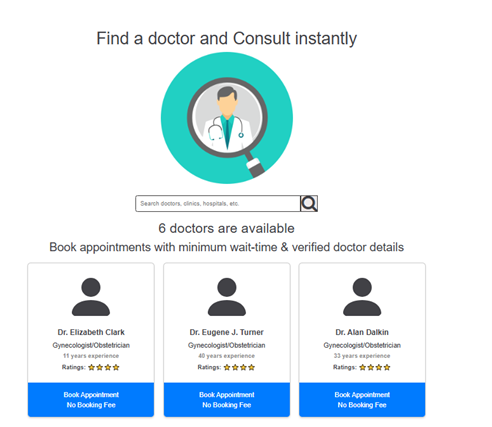 Find a doctor and Consult instantly
Search doctors, clinics, hospitals, etc.
6 doctors are available
Book appointments with minimum wait-time & verified doctor details
Dr. Elizabeth Clark
Gynecologist/Obstetrician
11 years experience
Ratings:
Book Appointment
No Booking Fee
Dr. Eugene J. Turner
Gynecologist/Obstetrician
40 years experience
Ratings:
Book Appointment
No Booking Fee
Dr. Alan Dalkin
Gynecologist/Obstetrician
33 years experience
Ratings:
Book Appointment
No Booking Fee